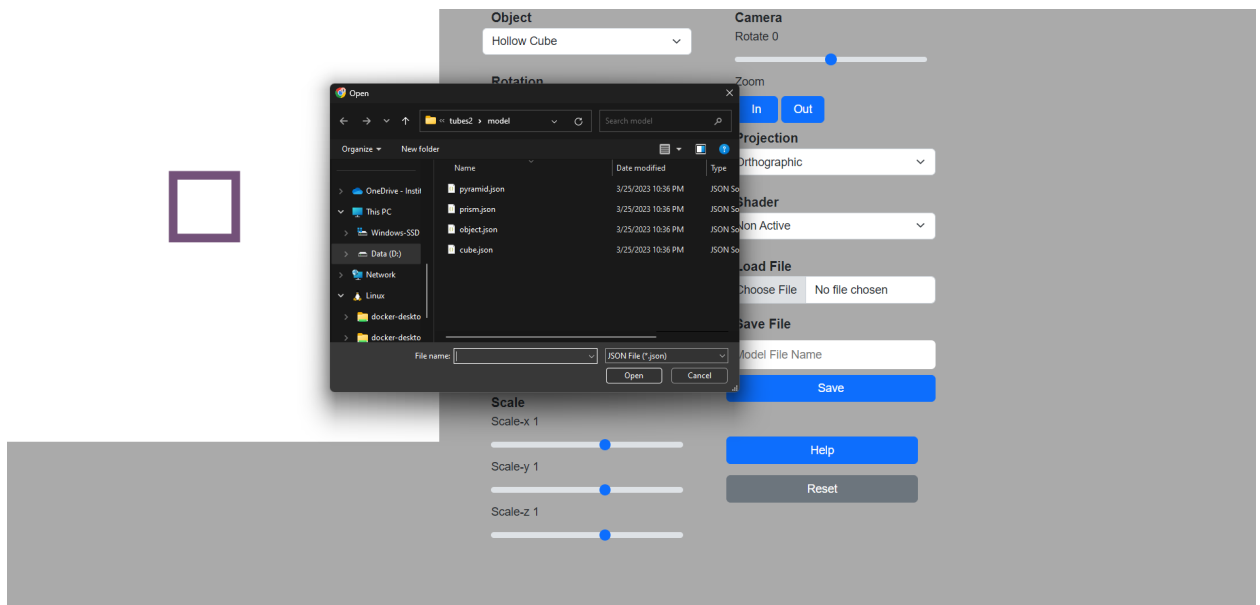 Object
Hollow Cube
Rotation
Camera
Rotate 0
Zoom
In
Out
Projection
Orthographic
Shader
Non Active
Load File
Choose File No file chosen
Save File
Model File Name
Save
Help
Reset
Open
« tubes2 › model
Search model
Organize
New folder
Name
Date modified
Type
pyramid.json 3/25/2023 10:36 PM JSON So
prism.json 3/25/2023 10:36 PM JSON So
object.json 3/25/2023 10:36 PM JSON So
cube.json 3/25/2023 10:36 PM JSON So
OneDrive - Instit
This PC
Windows-SSD
Data (D:)
Network
Linux
docker-deskto
docker-deskto
File name:
JSON File (*.json)
Open
Cancel
Scale
Scale-x 1
Scale-y 1
Scale-z 1